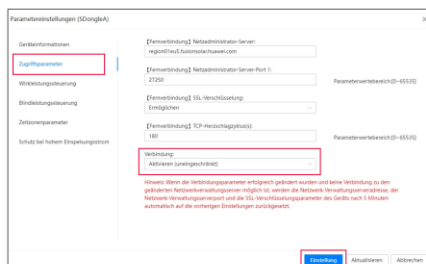 Parametereinstellungen (SDongleA)
Geräteinformationen
Zugriffsparameter
Wirkleistungssteuerung
Blindleistungssteuerung
Zeitzonenparameter
Schutz bei hohem Einspeisungsstrom
[Fernverbindung] Netzadministrator-Server:
region01eu5.fusionsolar.huawei.com
[Fernverbindung] Netzadministrator-Server-Port 1:
27250
Parameterwertebereich:[0~65535]
[Fernverbindung] SSL-Verschlüsselung:
Ermöglichen
[Fernverbindung] TCP-Herzschlagzyklus(s):
180
Parameterwertebereich:[0~65535]
Verbindung:
Aktivieren (uneingeschränkt)
Hinweis: Wenn die Verbindungsparameter erfolgreich geändert wurden und keine Verbindung zu den
geänderten Netzwerkverwaltungsserver möglich ist, werden die Netzwerk-Verwaltungsserveradresse, der
Netzwerk-Verwaltungsserverport und die SSL-Verschlüsselungsparameter des Geräts nach 5 Minuten
automatisch auf die vorherigen Einstellungen zurückgesetzt.
Einstellung
Aktualisieren
Abbrechen